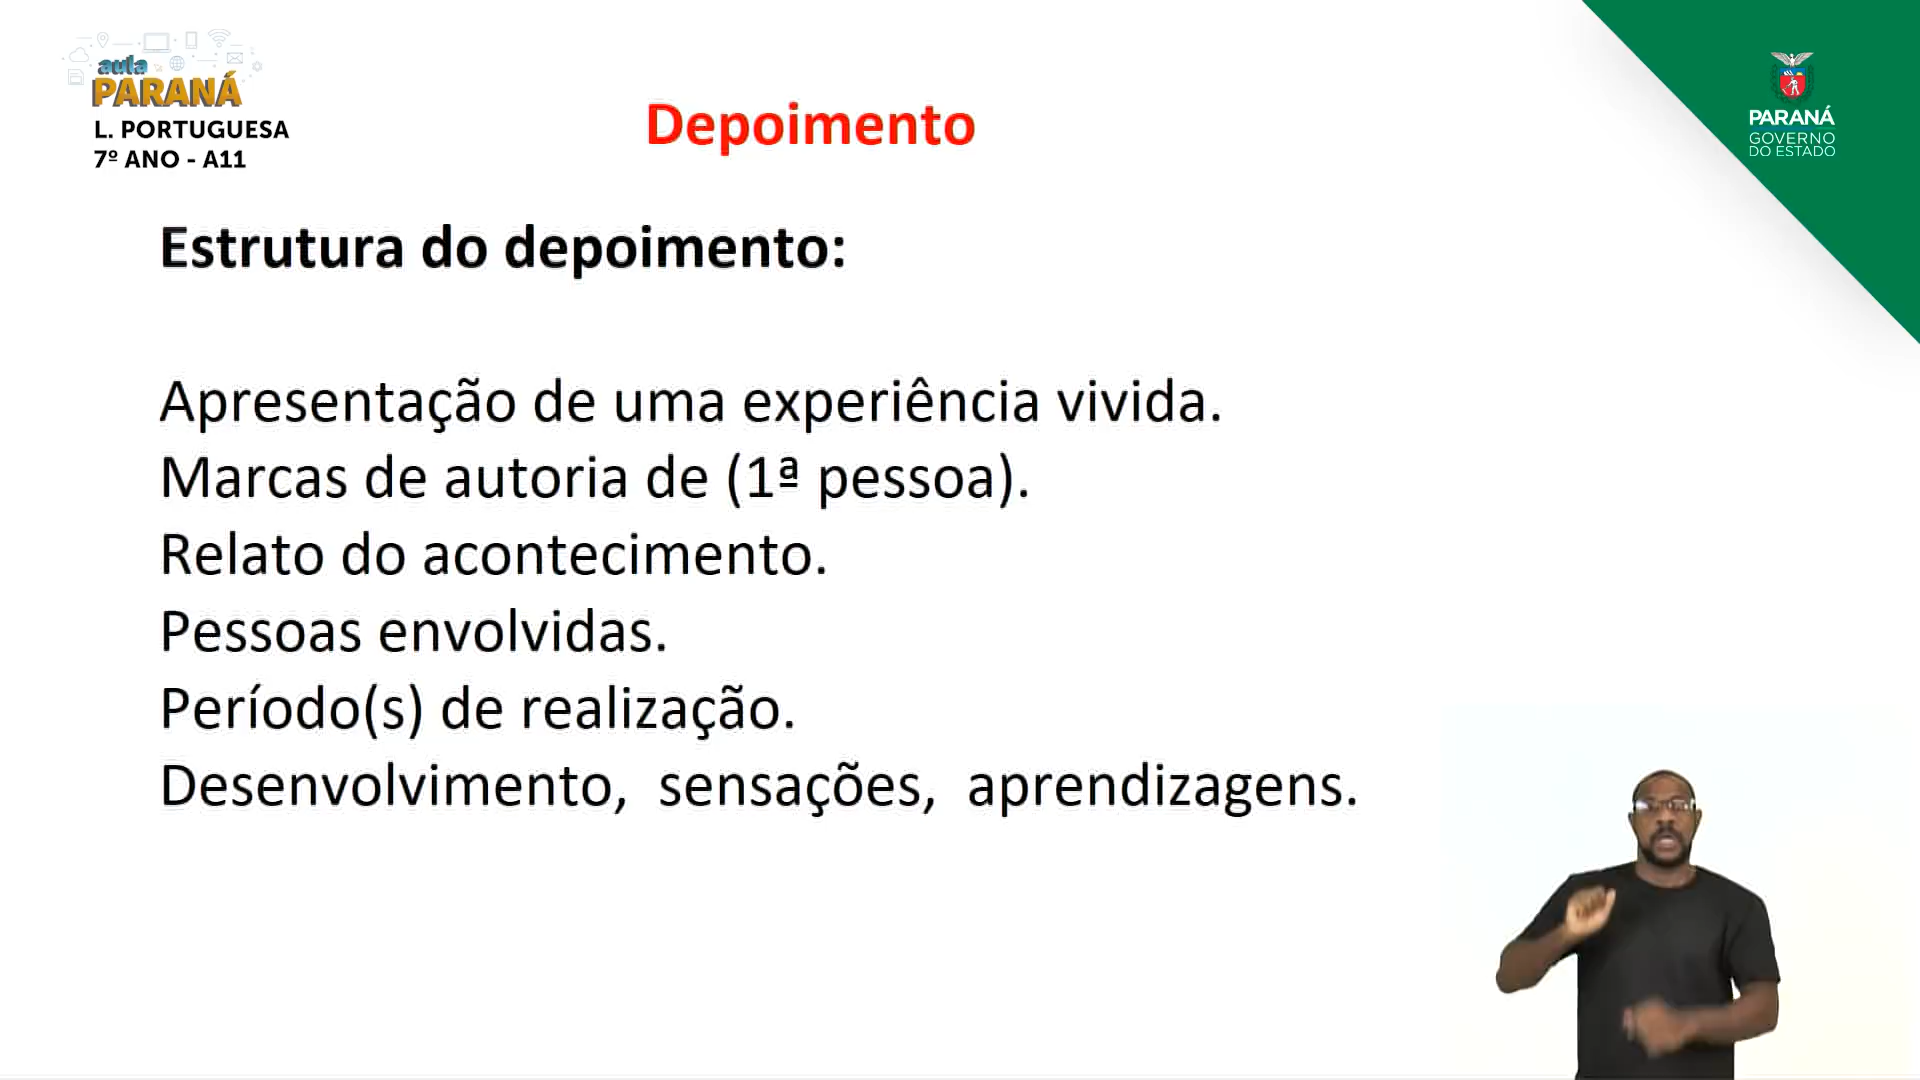 aula
PARANÁ
L. PORTUGUESA
7º ANO - A11
Depoimento
PARANÁ
GOVERNO
DO ESTADO
Estrutura do depoimento:
Apresentação de uma experiência vivida.
Marcas de autoria de (1ª pessoa).
Relato do acontecimento.
Pessoas envolvidas.
Período(s) de realização.
Desenvolvimento, sensações, aprendizagens.